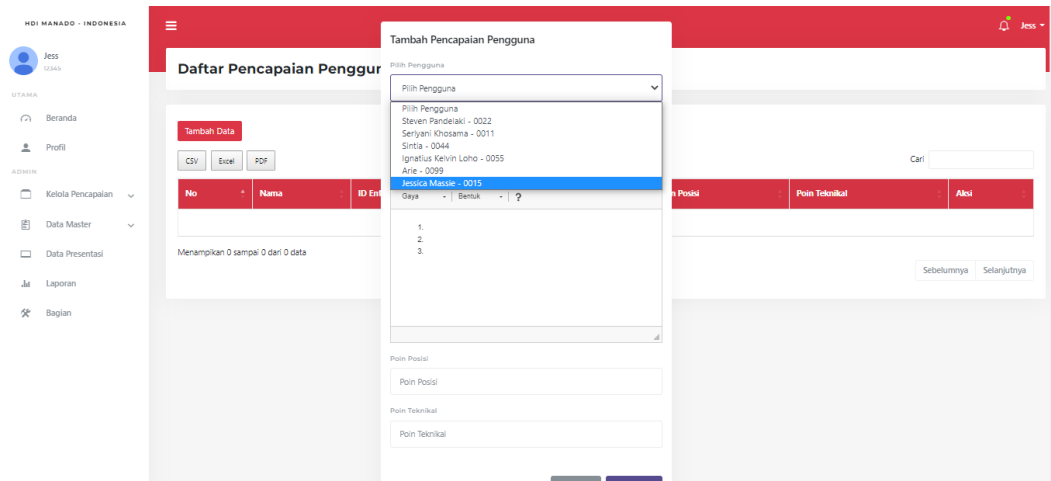 HDI MANADO - INDONESIA
Jess
12345
UTAMA
Beranda
Profil
ADMIN
Kelola Pencapaian
Data Master
Data Presentasi
Laporan
Bagian
Jess
Daftar Pencapaian Penggun
Tambah Data
CSV Excel PDF
Cari
No Nama ID Ent Posisi Poin Teknikal Aksi
Menampikan 0 sampai 0 dari 0 data
Sebelumnya Selanjutnya
Tambah Pencapaian Pengguna
Pilih Pengguna
Pilih Pengguna
Pilih Pengguna
Steven Pandelaki - 0022
Seriyani Khosama - 0011
Sintia - 0044
Ignatius Kelvin Loho - 0055
Arie - 0099
Jessica Massie - 0015
Gaya Bentuk ?
1.
2.
3.
Poin Posisi
Poin Posisi
Poin Teknikal
Poin Teknikal